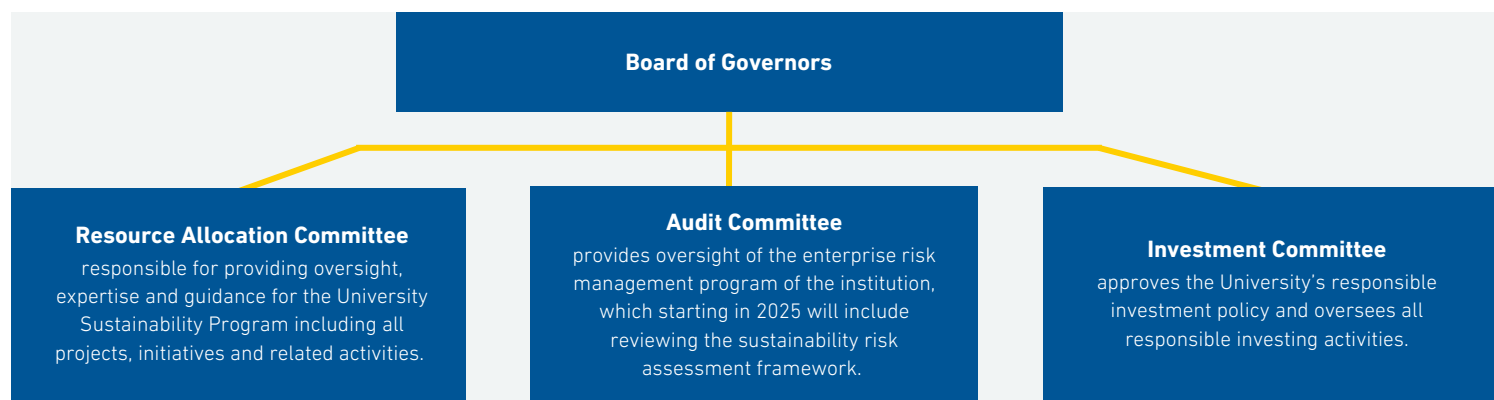 Board of Governors
Resource Allocation Committee
responsible for providing oversight,
expertise and guidance for the University
Sustainability Program including all
projects, initiatives and related activities.
Audit Committee
provides oversight of the enterprise risk
management program of the institution,
which starting in 2025 will include
reviewing the sustainability risk
assessment framework.
Investment Committee
approves the University’s responsible
investment policy and oversees all
responsible investing activities.